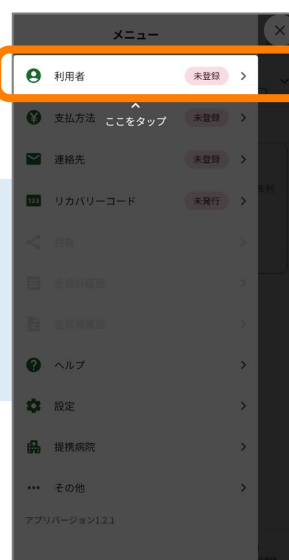 メニュー
利用者 未登録
支払方法 未登録
ここをタップ
連絡先 未登録
123 リカバリーコード 未発行
共有
ヘルプ
設定
提携病院
その他
アプリバージョン1.2.1